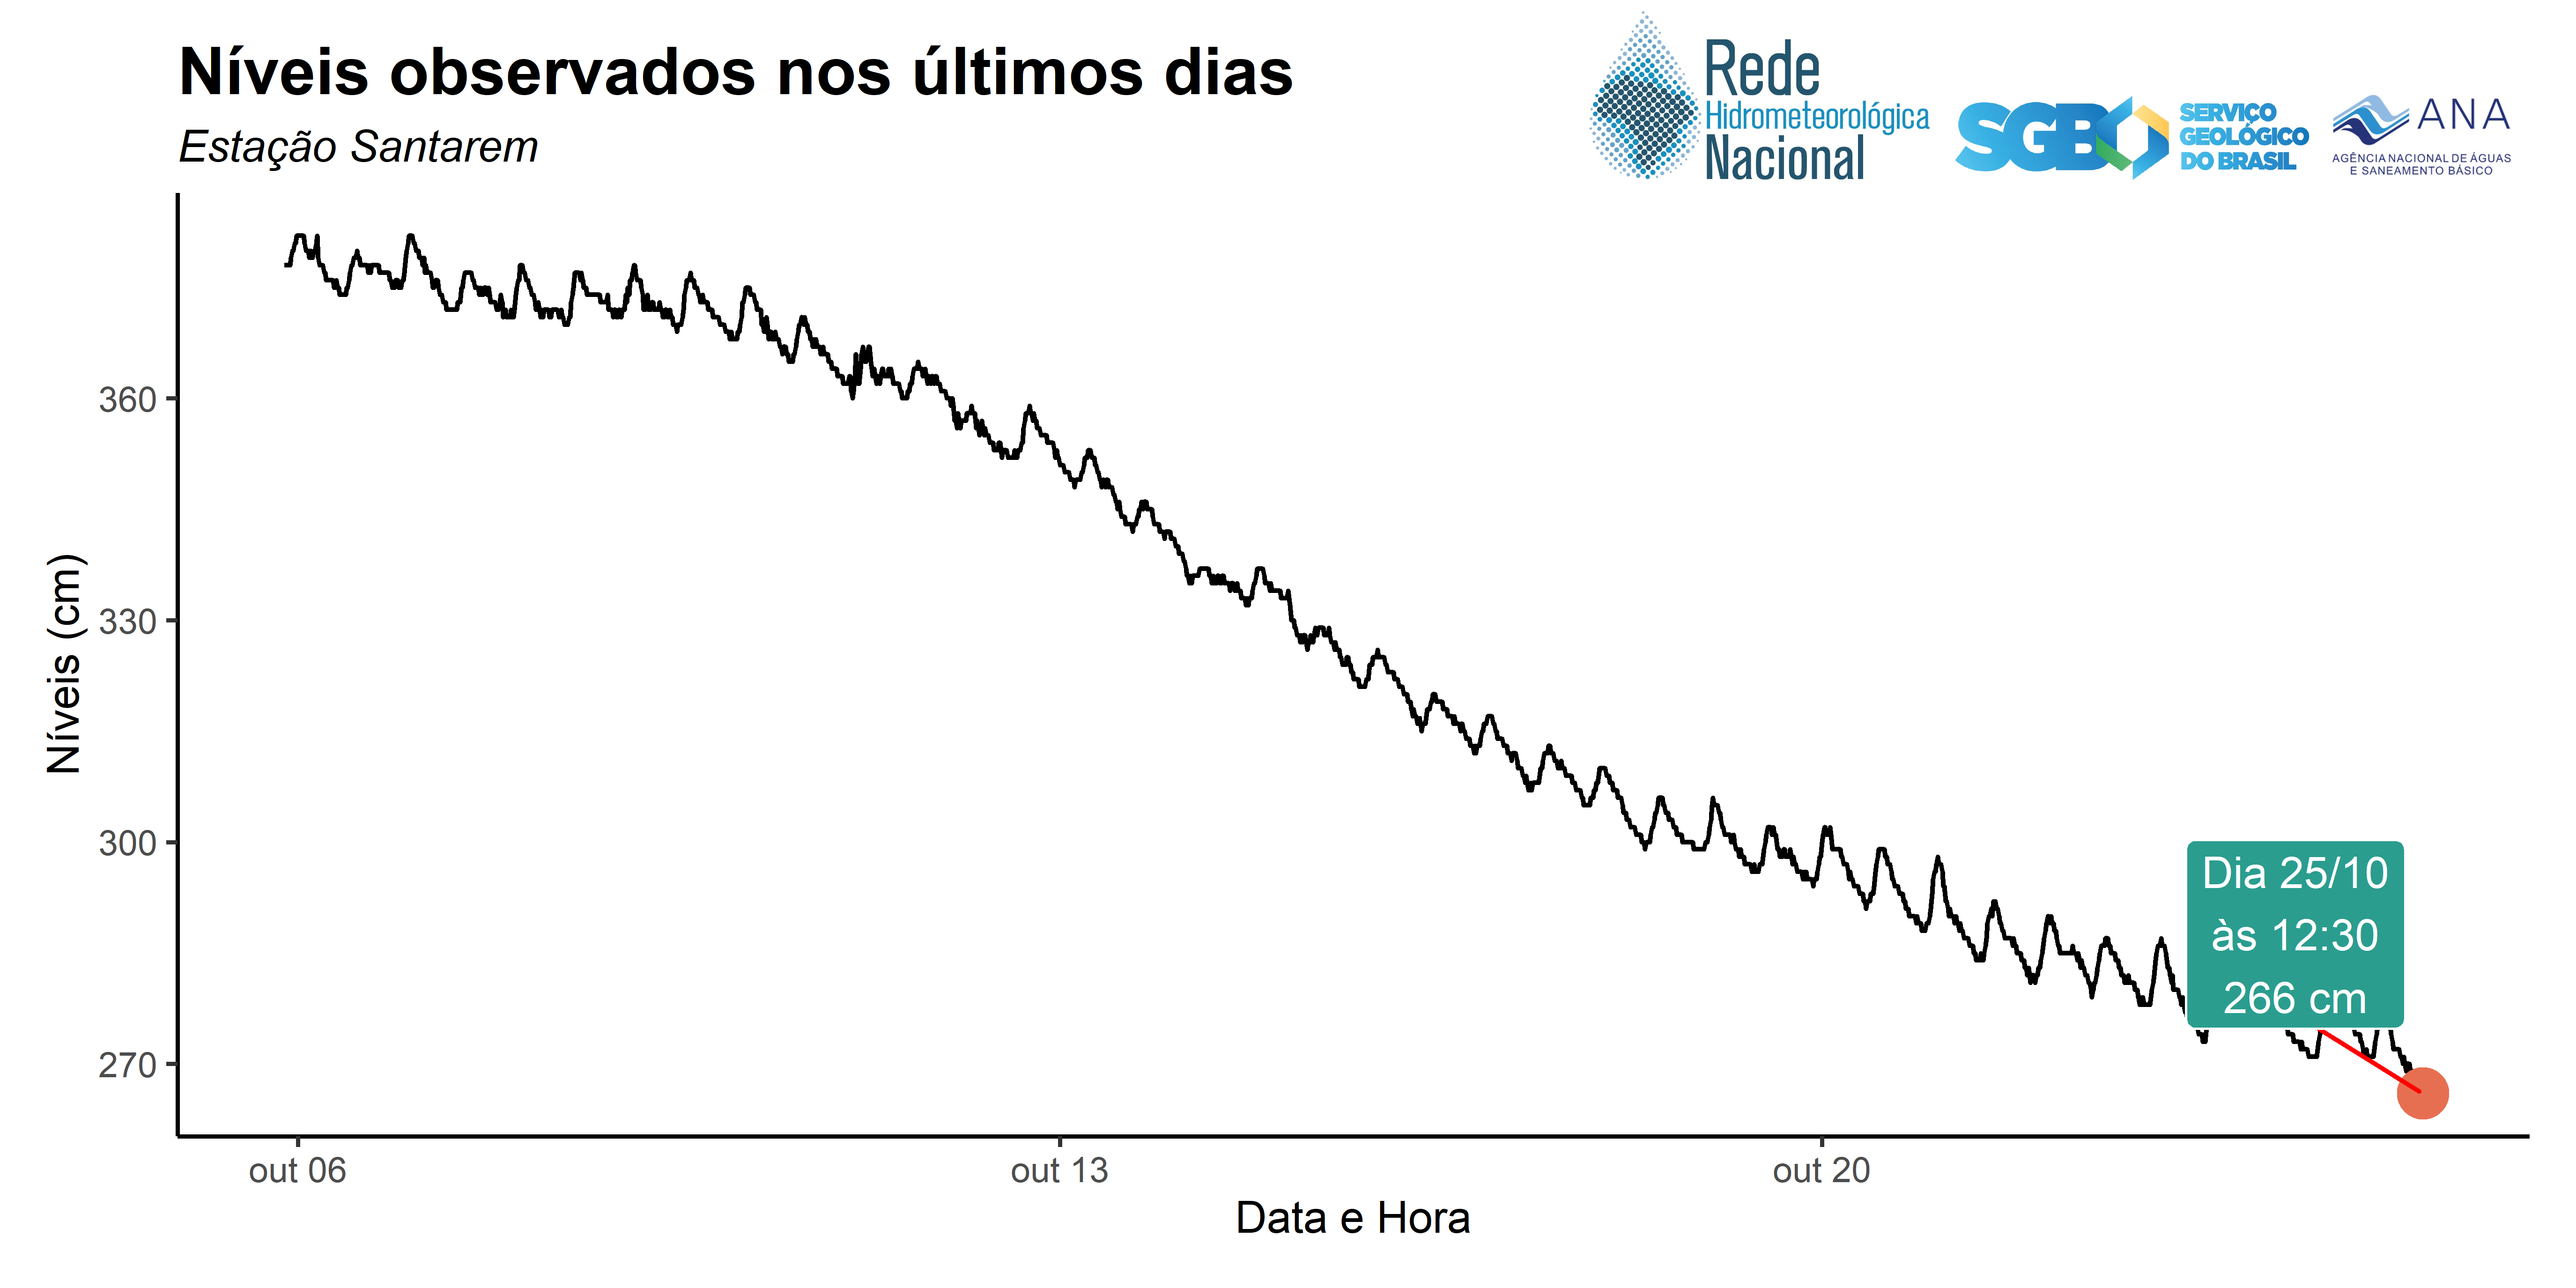 Níveis observados nos últimos dias
Estação Santarem
Rede
Hidrometeorológica
Nacional
SGB
SERVIÇO
GEOLÓGICO
DO BRASIL
ANA
AGÊNCIA NACIONAL DE ÁGUAS
E SANEAMENTO BÁSICO
Níveis (cm)
360
330
300
270
Dia 25/10
às 12:30
266 cm
out 06
out 13
out 20
Data e Hora